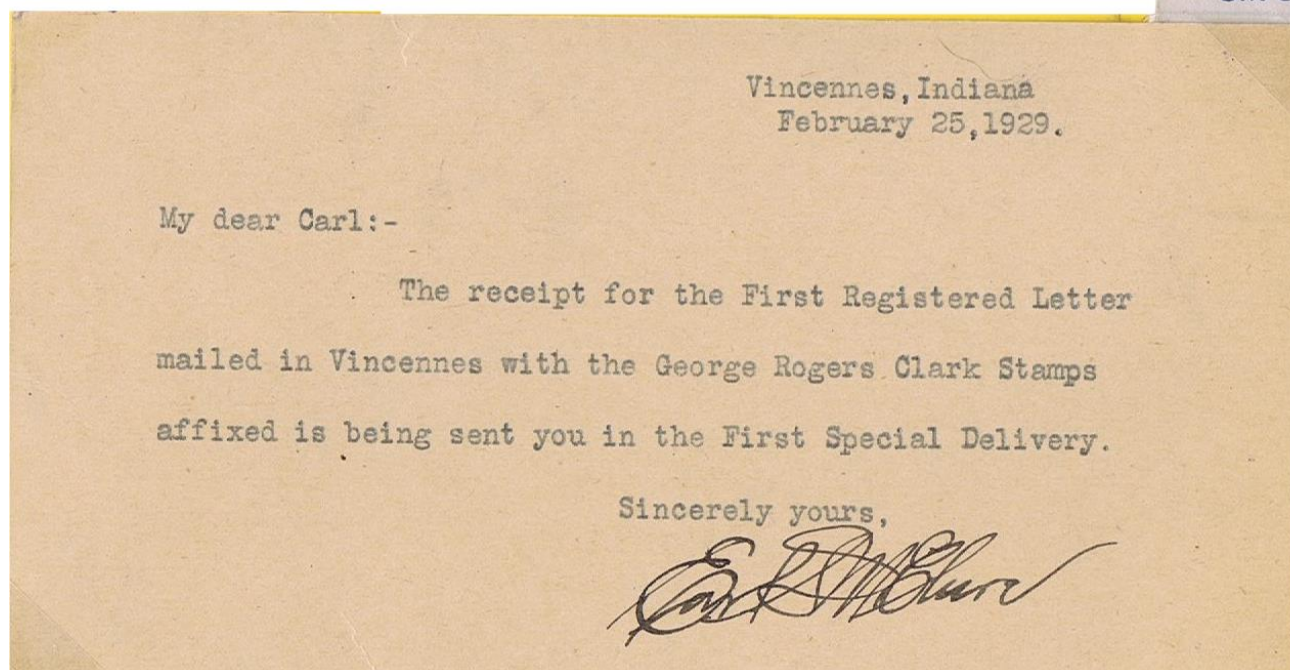 Vincennes,Indiana
February 25,1929.
My dear Carl:-
The receipt for the First Registered Letter
mailed in Vincennes with the George Rogers Clark Stamps
affixed is being sent you in the First Special Delivery.
Sincerely yours,